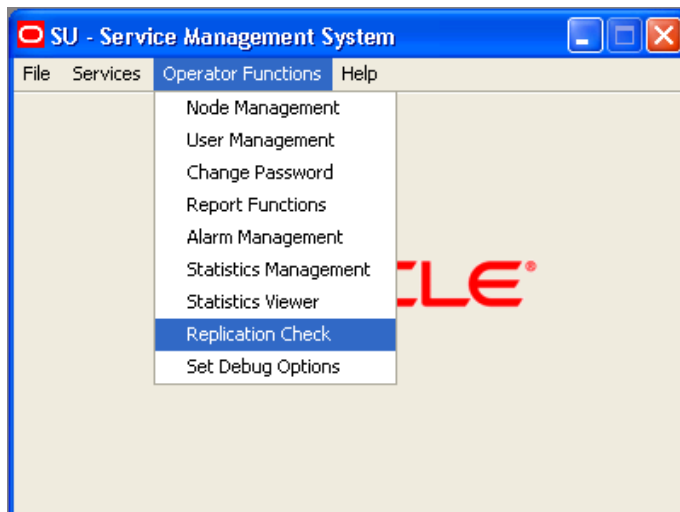 SU - Service Management System
File Services Operator Functions Help
Node Management
User Management
Change Password
Report Functions
Alarm Management
Statistics Management
CLE®
Statistics Viewer
Replication Check
Set Debug Options